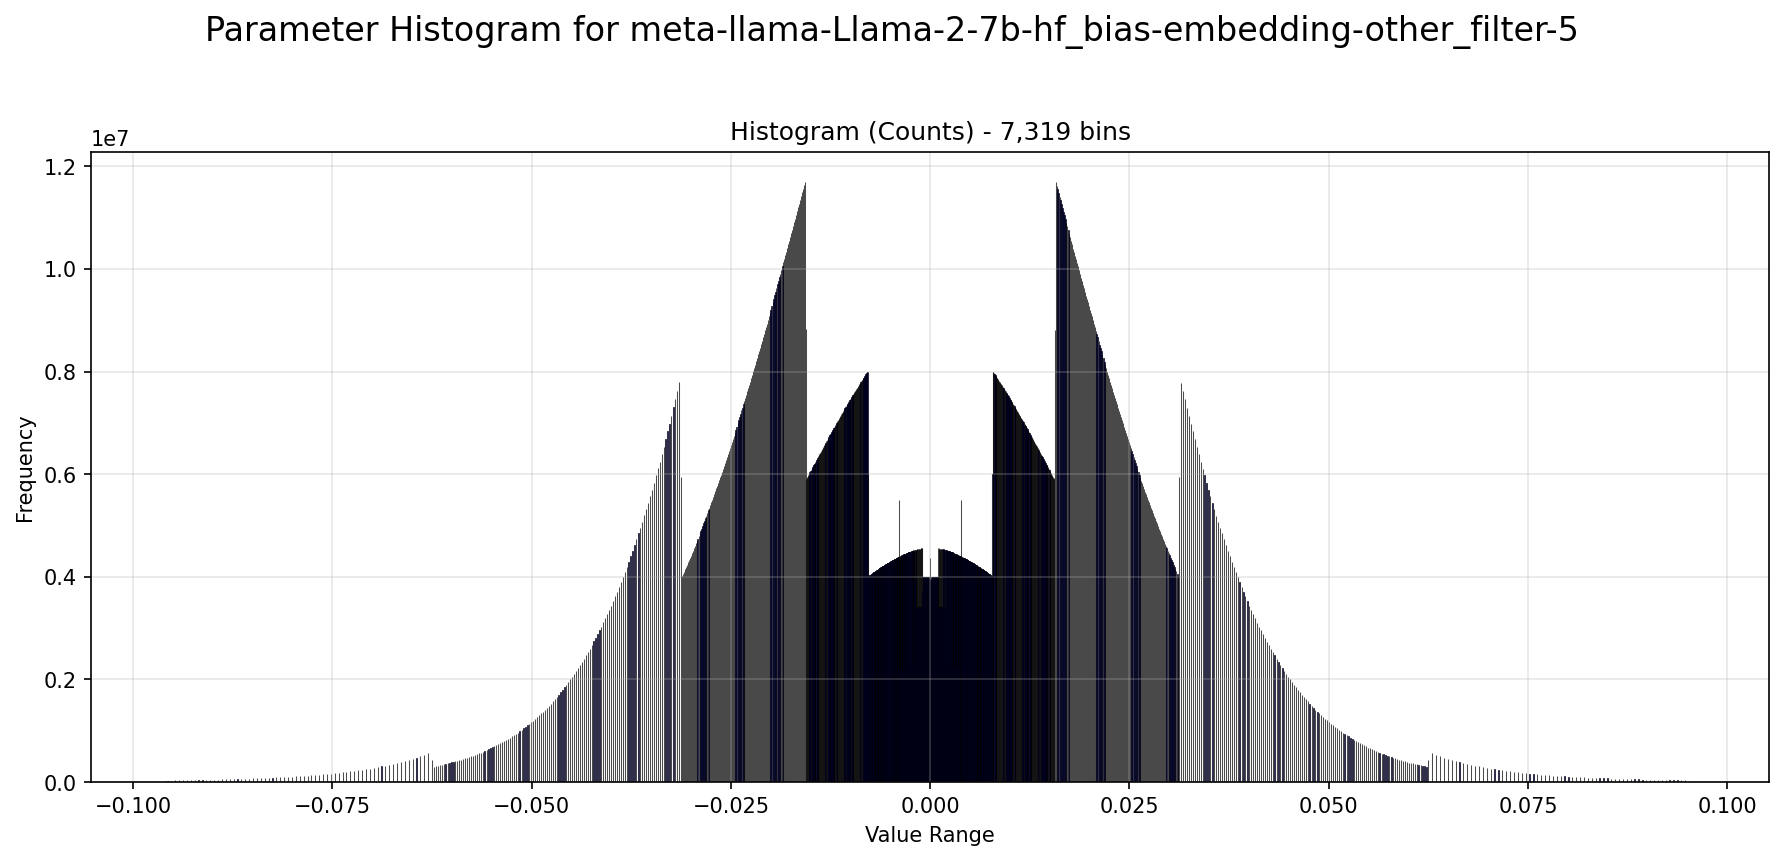 Parameter Histogram for meta-llama-Llama-2-7b-hf_bias-embedding-other_filter-5
Histogram (Counts) - 7,319 bins
1e7
1.2
1.0
0.8
0.6
0.4
0.2
0.0
Frequency
−0.100 −0.075 −0.050 −0.025 0.000 0.025 0.050 0.075 0.100
Value Range